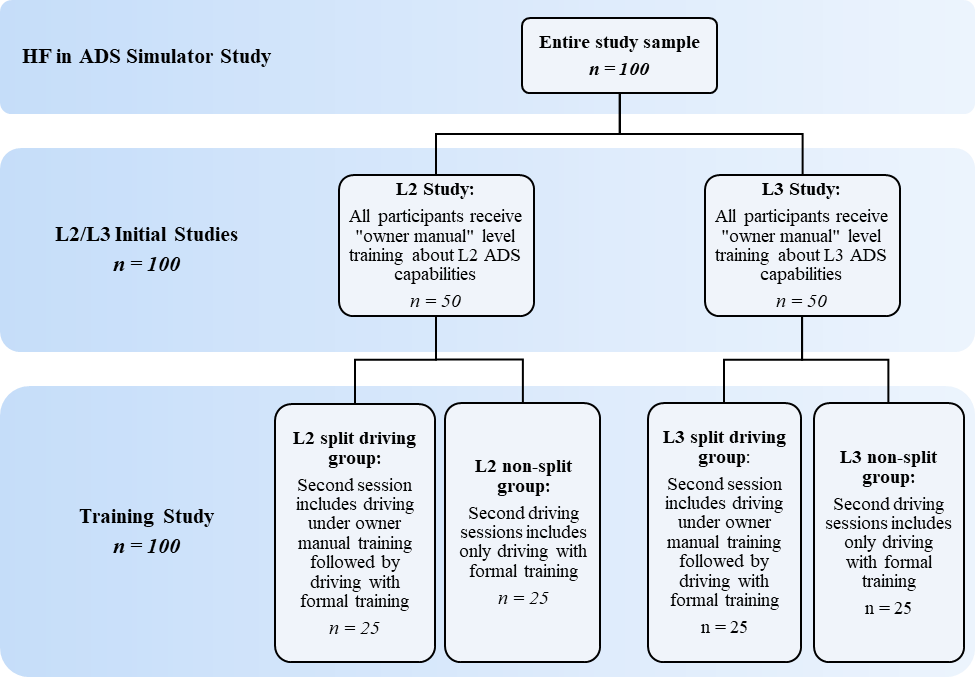 HF in ADS Simulator Study
Entire study sample
n = 100
L2/L3 Initial Studies
n = 100
L2 Study:
All participants receive
"owner manual" level
training about L2 ADS
capabilities
n = 50
L3 Study:
All participants receive
"owner manual" level
training about L3 ADS
capabilities
n = 50
Training Study
n = 100
L2 split driving
group:
Second session
includes driving
under owner
manual training
followed by
driving with
formal training
n = 25
L2 non-split
group:
Second driving
sessions includes
only driving with
formal training
n = 25
L3 split driving
group:
Second session
includes driving
under owner
manual training
followed by
driving with
formal training
n = 25
L3 non-split
group:
Second driving
sessions includes
only driving
with formal
training
n = 25